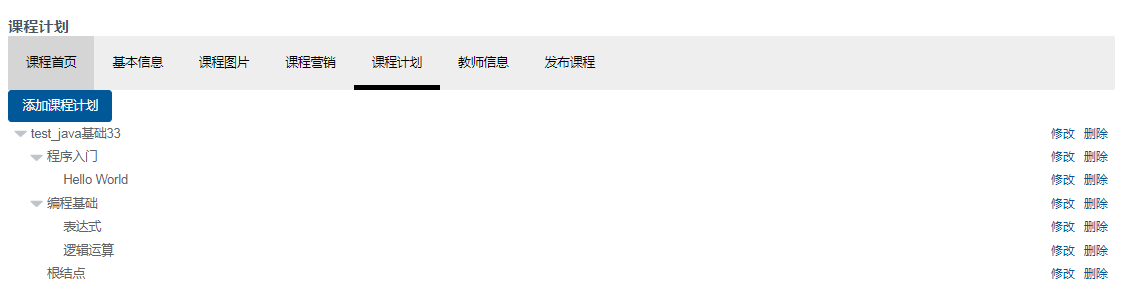 课程计划
课程首页 基本信息 课程图片 课程营销 课程计划 教师信息 发布课程
添加课程计划
test_java基础33 修改 删除
程序入门 修改 删除
Hello World 修改 删除
编程基础 修改 删除
表达式 修改 删除
逻辑运算 修改 删除
根结点 修改 删除